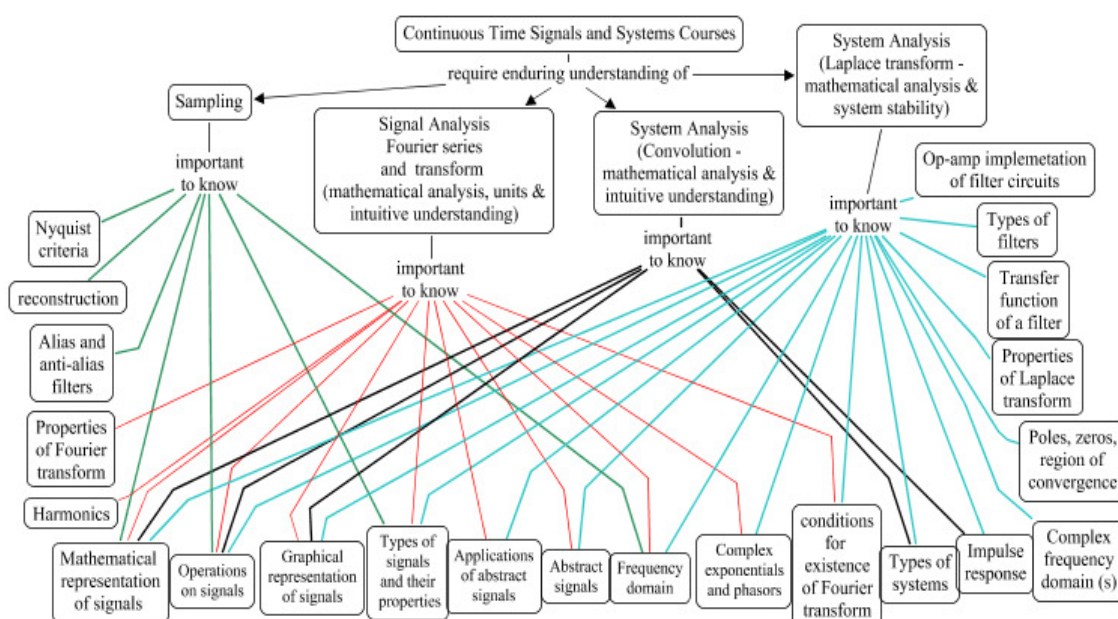 Continuous Time Signals and Systems Courses
require enduring understanding of
Sampling
Signal Analysis
Fourier series
and transform
(mathematical analysis, units &
intuitive understanding)
System Analysis
(Convolution -
mathematical analysis &
intuitive understanding)
System Analysis
(Laplace transform -
mathematical analysis &
system stability)
important
to know
important
to know
important
to know
important
to know
Nyquist
criteria
reconstruction
Alias and
anti-alias
filters
Properties
of Fourier
transform
Harmonics
Op-amp implemetation
of filter circuits
Types of
filters
Transfer
function
of a filter
Properties
of Laplace
transform
Poles, zeros,
region of
convergence
Mathematical
representation
of signals
Operations
on signals
Graphical
representation
of signals
Types of
signals
and their
properties
Applications
of abstract
signals
Abstract
signals
Frequency
domain
Complex
exponentials
and phasors
conditions
for
existence
of Fourier
transform
Types of
systems
Impulse
response
Complex
frequency
domain (s)